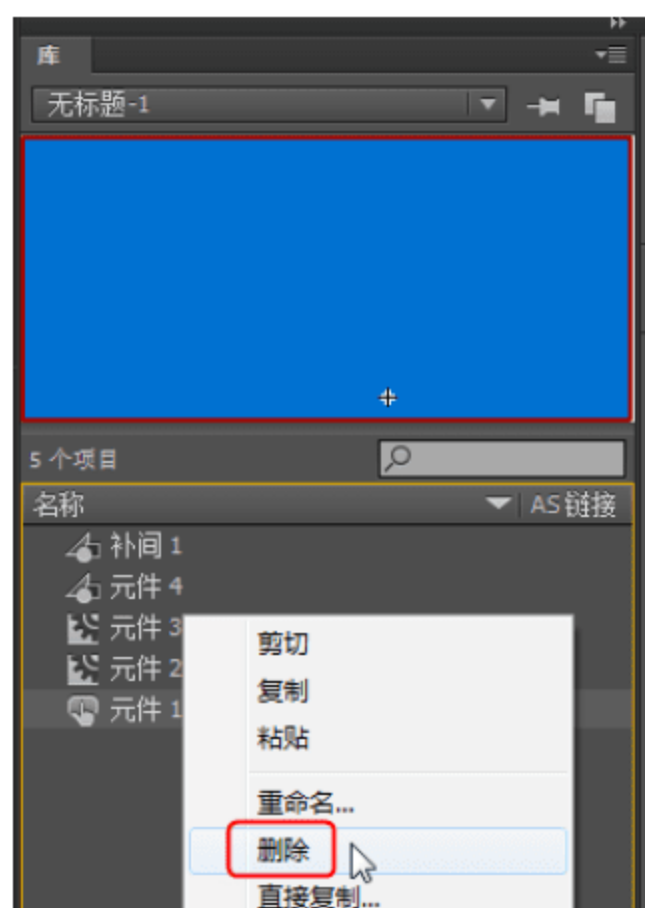 库
无标题-1
5 个项目
名称 AS 链接
补间 1
元件 4
元件 3
元件 2
元件 1
剪切
复制
粘贴
重命名...
删除
直接复制...